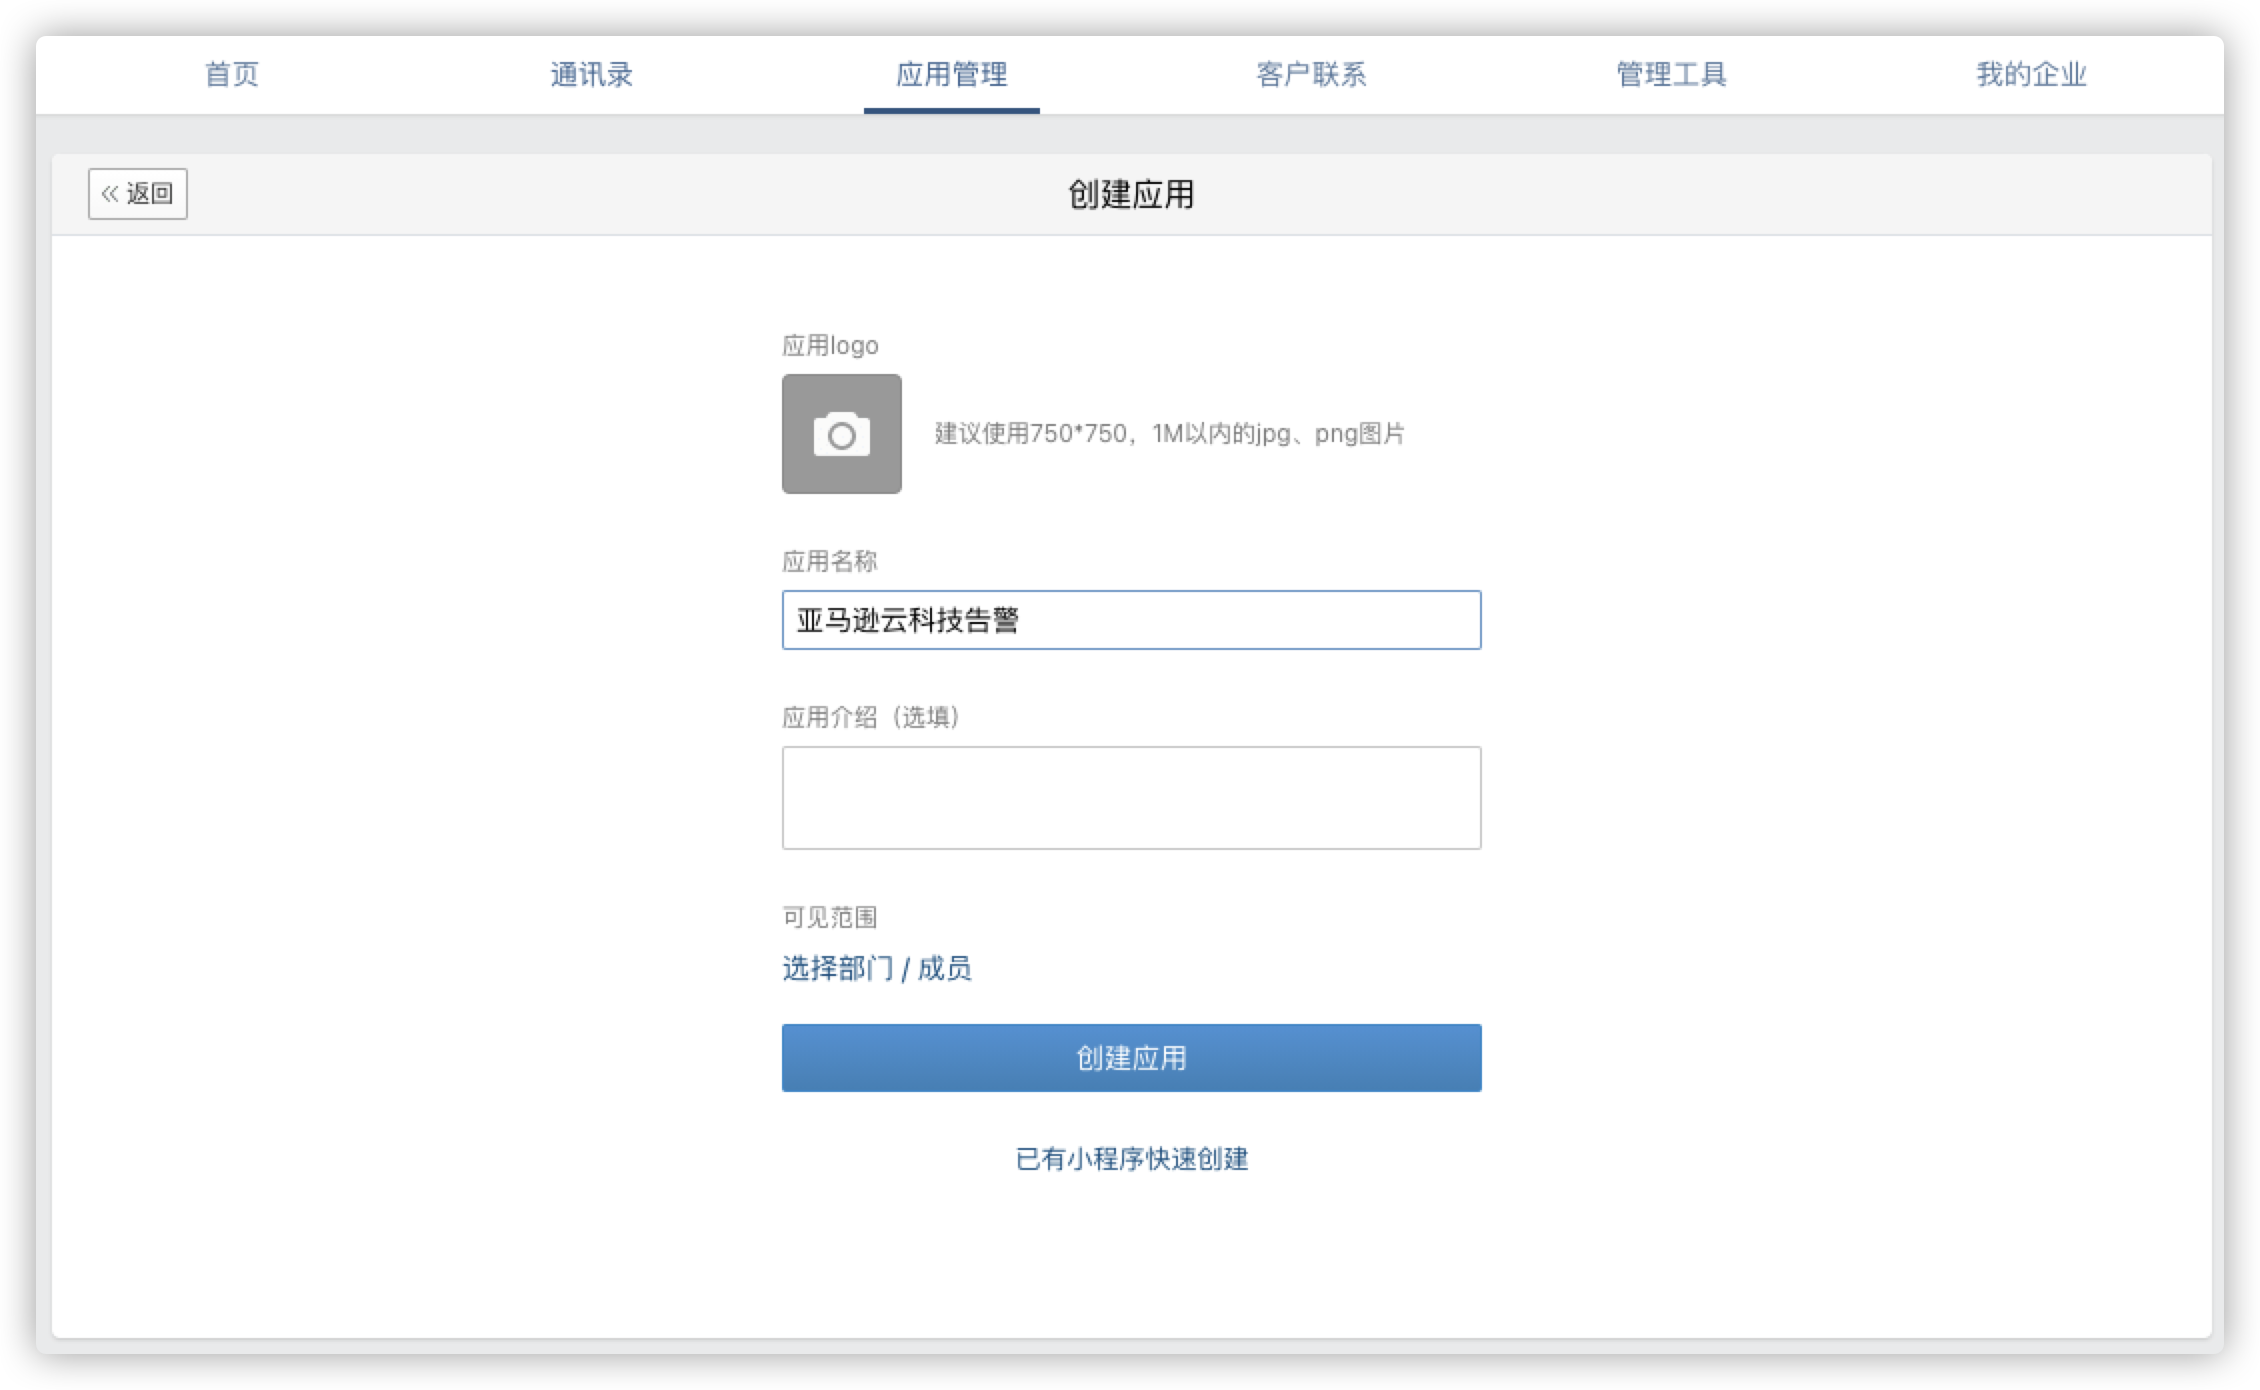 首页 通讯录 应用管理 客户联系 管理工具 我的企业
« 返回 创建应用
应用logo
建议使用750*750，1M以内的jpg、png图片
应用名称
亚马逊云科技告警
应用介绍（选填）
可见范围
选择部门 / 成员
创建应用
已有小程序快速创建